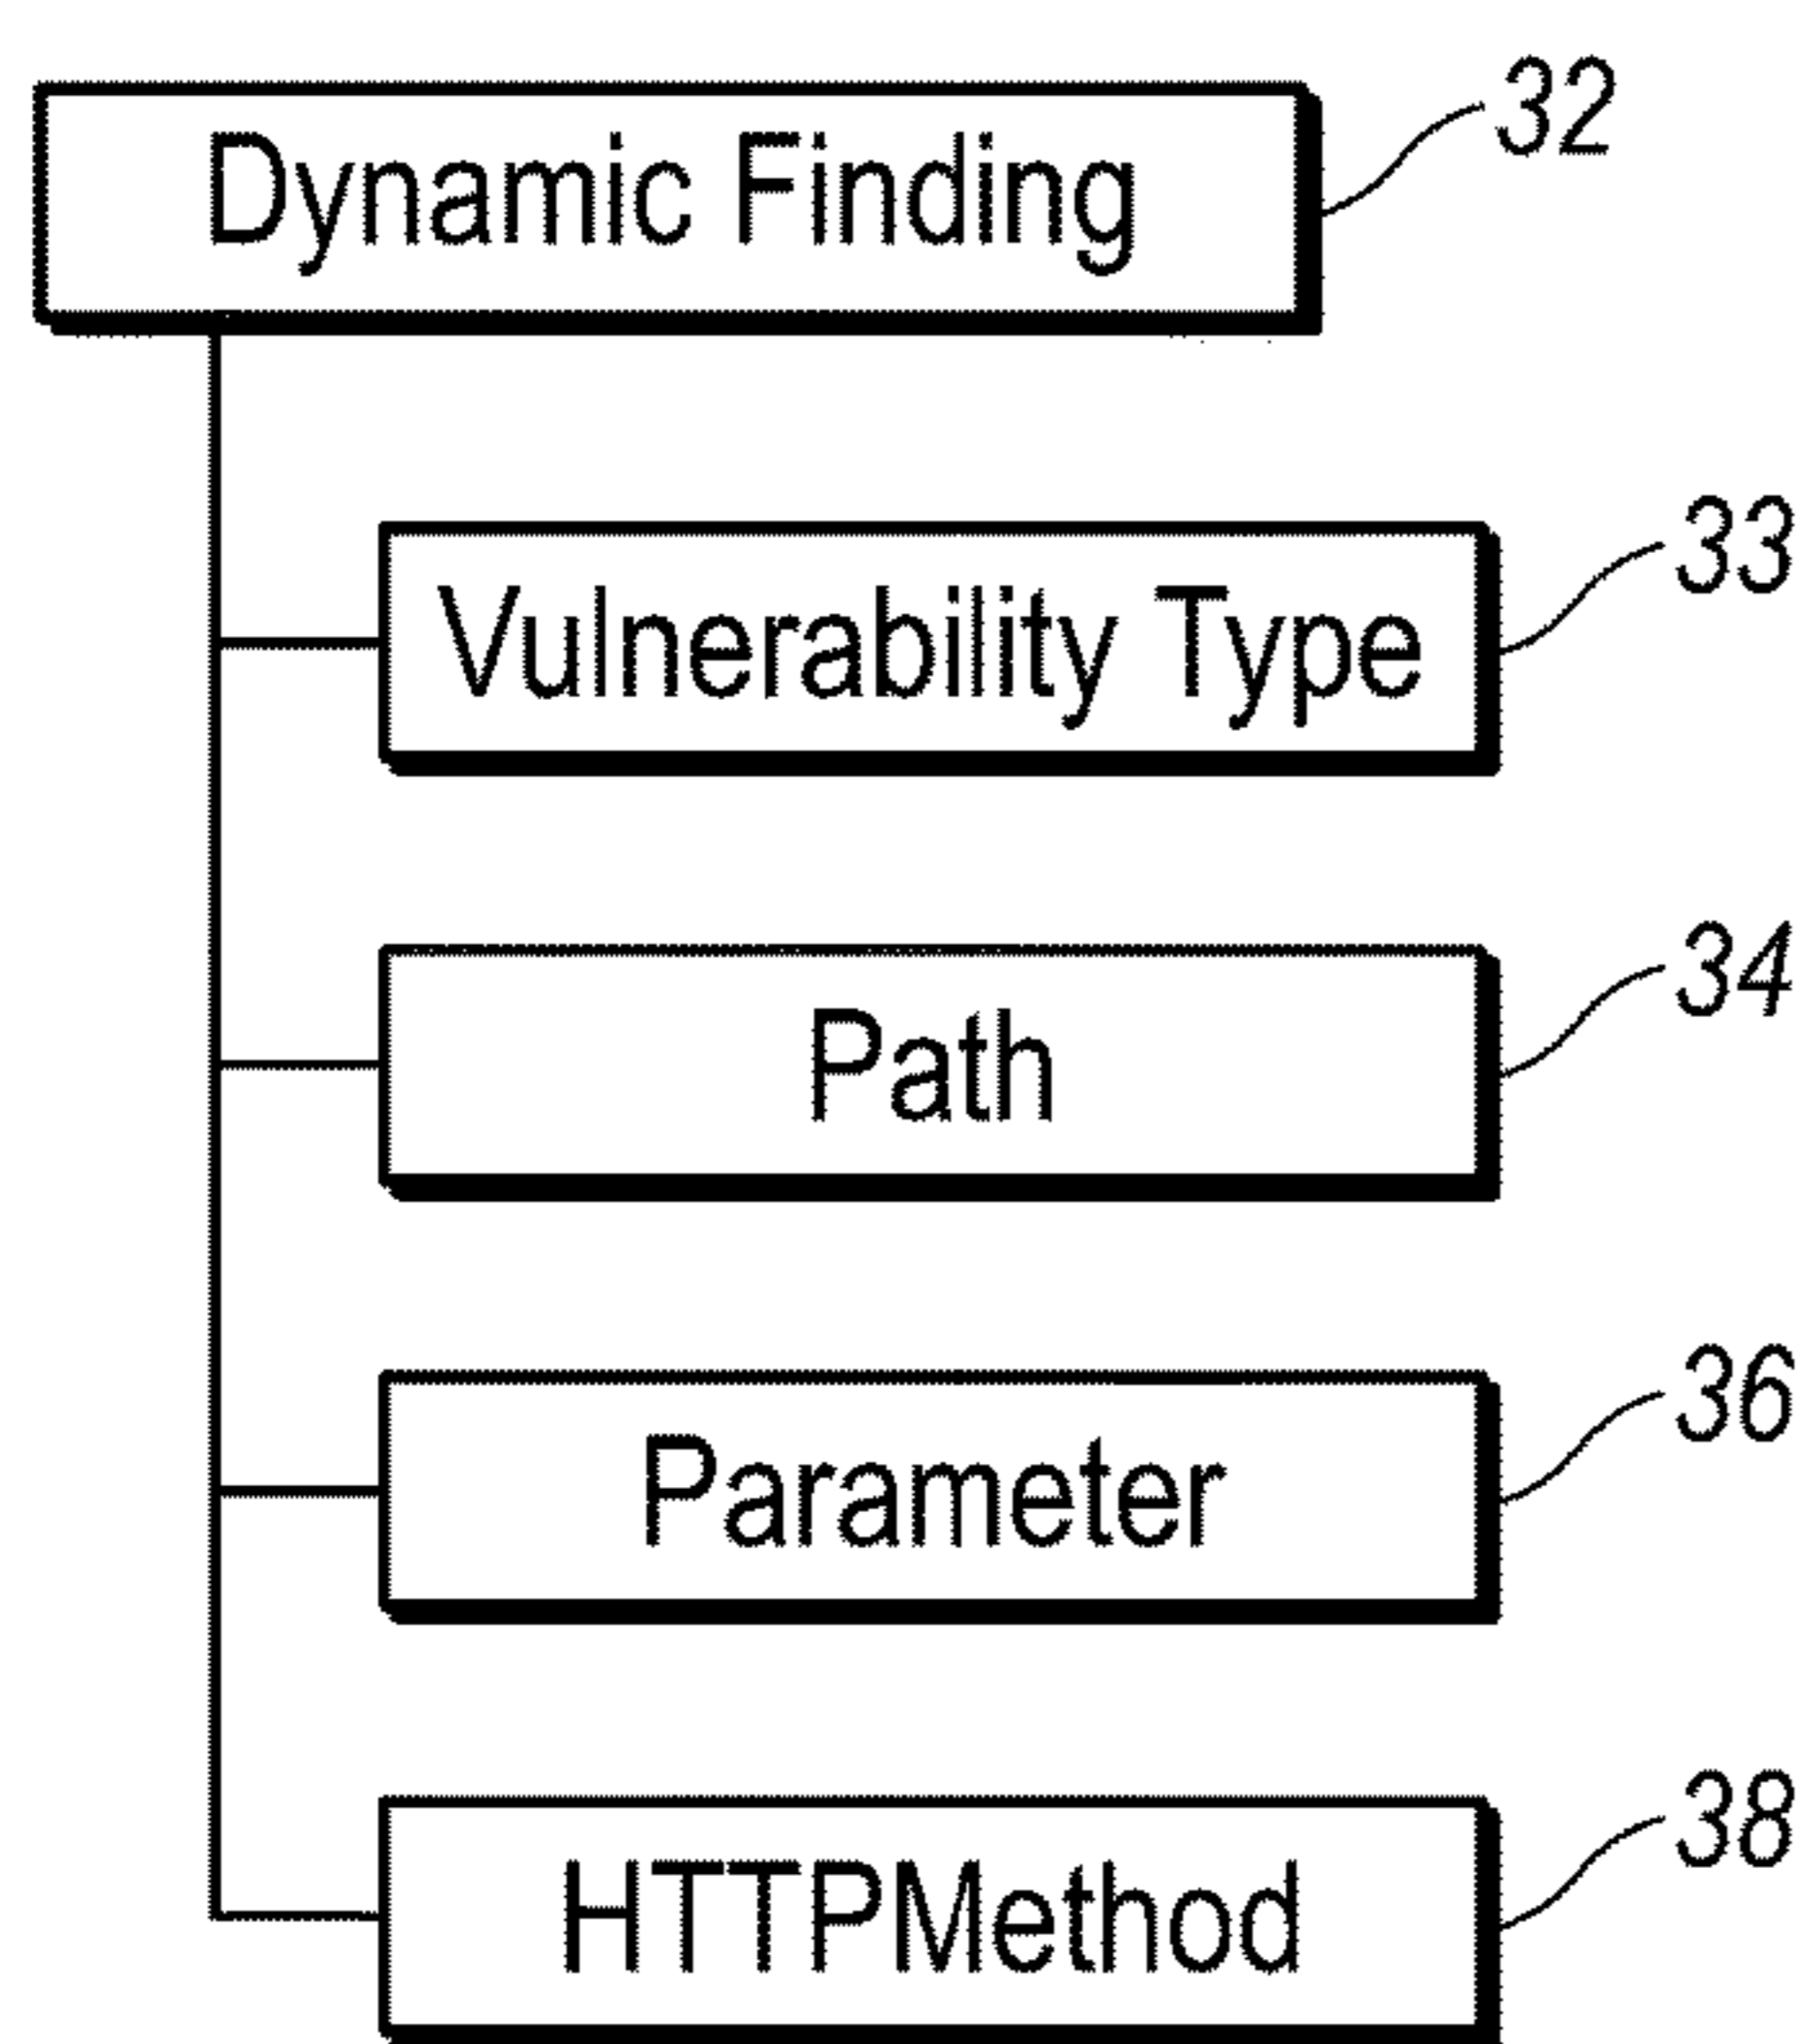 Dynamic Finding
32
Vulnerability Type
33
Path
34
Parameter
36
HTTPMethod
38